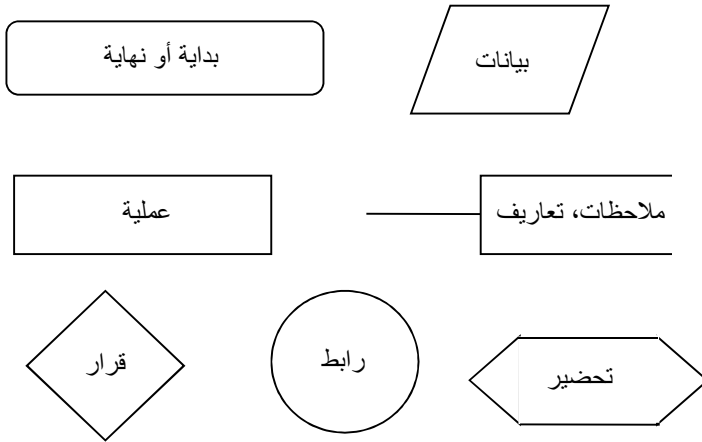 بداية أو نهاية
بيانات
عملية
ملاحظات، تعاريف
قرار
رابط
تحضير